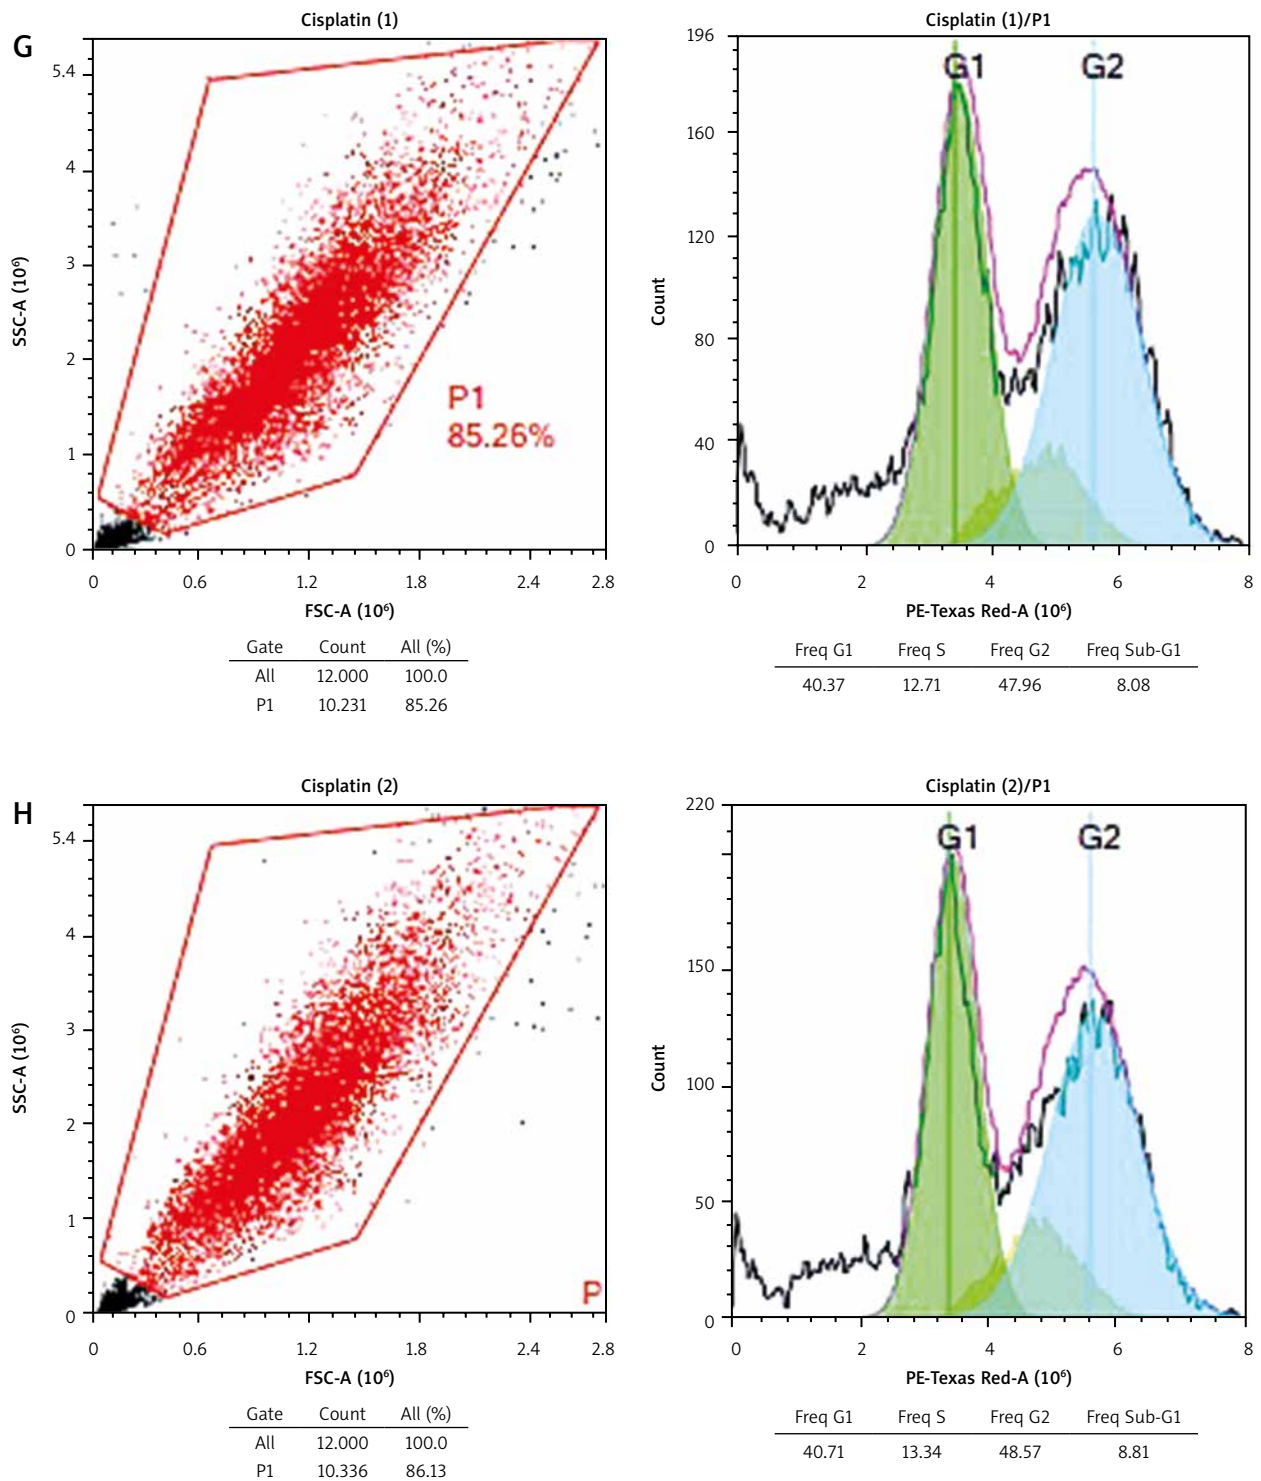 G
Cisplatin (1)
5.4
4
3
2
1
0
SSC-A (10⁶)
P1
85.26%
0 0.6 1.2 1.8 2.4 2.8
FSC-A (10⁶)
Gate Count All (%)
All 12.000 100.0
P1 10.231 85.26
Cisplatin (1)/P1
196
160
120
80
40
0
Count
G1 G2
0 2 4 6 8
PE-Texas Red-A (10⁶)
Freq G1 Freq S Freq G2 Freq Sub-G1
40.37 12.71 47.96 8.08
H
Cisplatin (2)
5.4
4
3
2
1
0
SSC-A (10⁶)
P
0 0.6 1.2 1.8 2.4 2.8
FSC-A (10⁶)
Gate Count All (%)
All 12.000 100.0
P1 10.336 86.13
Cisplatin (2)/P1
220
150
100
50
0
Count
G1 G2
0 2 4 6 8
PE-Texas Red-A (10⁶)
Freq G1 Freq S Freq G2 Freq Sub-G1
40.71 13.34 48.57 8.81